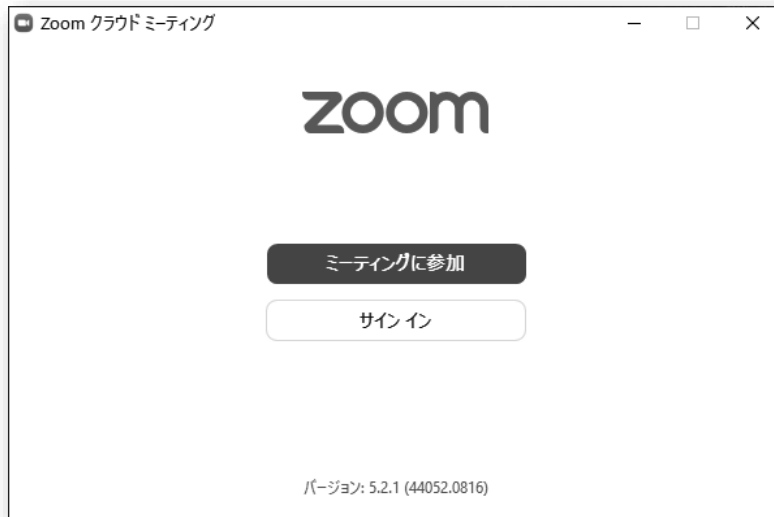 Zoom クラウド ミーティング
zoom
ミーティングに参加
サイン イン
バージョン: 5.2.1 (44052.0816)